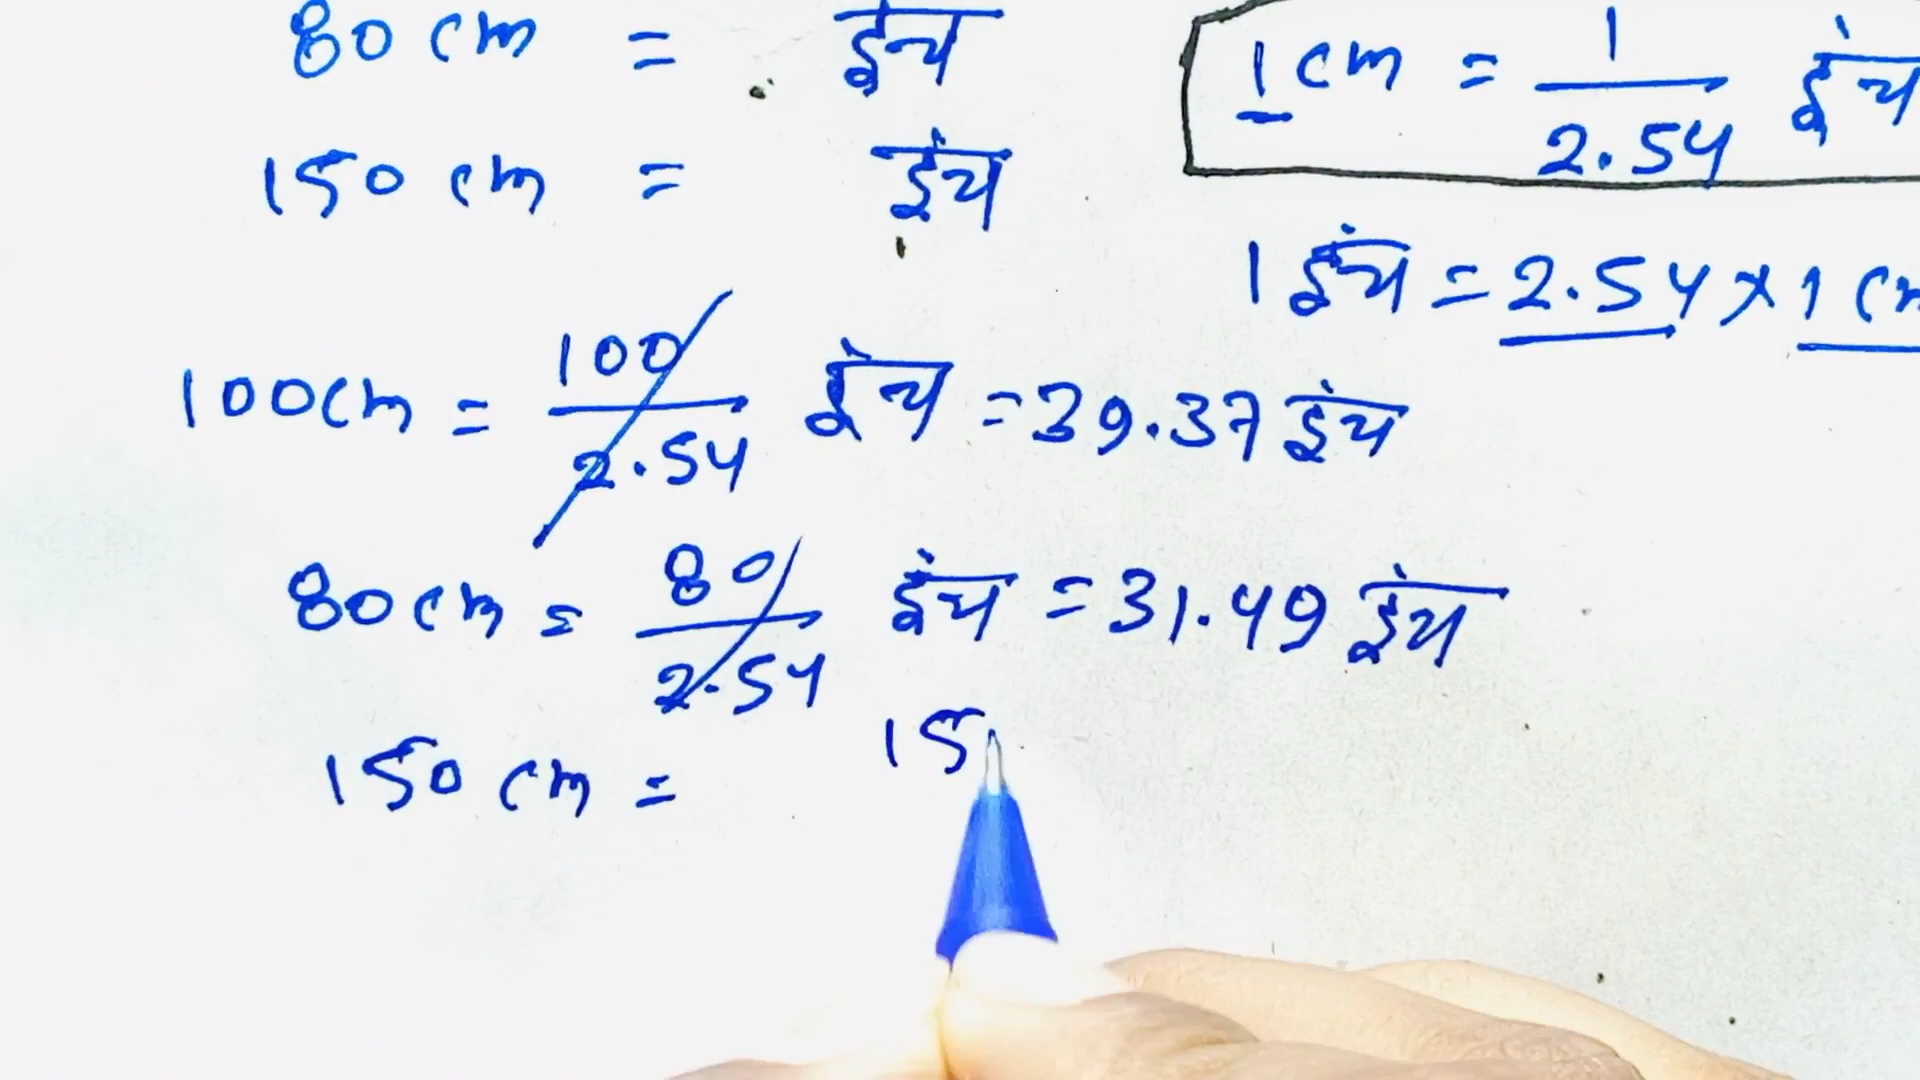 80 cm = इंच
150 cm = इंच
1 cm = 1/2.54 इंच
1 इंच = 2.54 × 1 cm
100 cm = 100/2.54 इंच = 39.37 इंच
80 cm = 80/2.54 इंच = 31.49 इंच
150 cm = 15